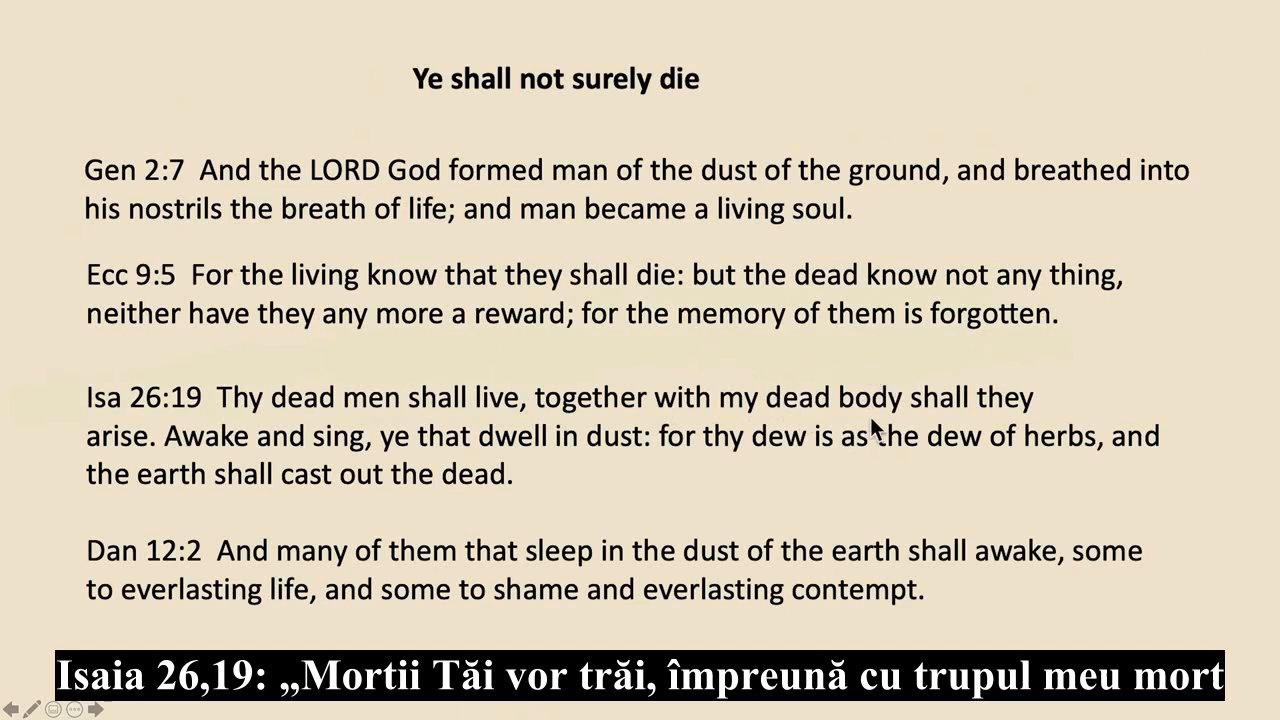 Ye shall not surely die
Gen 2:7  And the LORD God formed man of the dust of the ground, and breathed into
his nostrils the breath of life; and man became a living soul.
Ecc 9:5  For the living know that they shall die: but the dead know not any thing,
neither have they any more a reward; for the memory of them is forgotten.
Isa 26:19  Thy dead men shall live, together with my dead body shall they
arise. Awake and sing, ye that dwell in dust: for thy dew is as the dew of herbs, and
the earth shall cast out the dead.
Dan 12:2  And many of them that sleep in the dust of the earth shall awake, some
to everlasting life, and some to shame and everlasting contempt.
Isaia 26,19: „Mortii Tăi vor trăi, împreună cu trupul meu mort